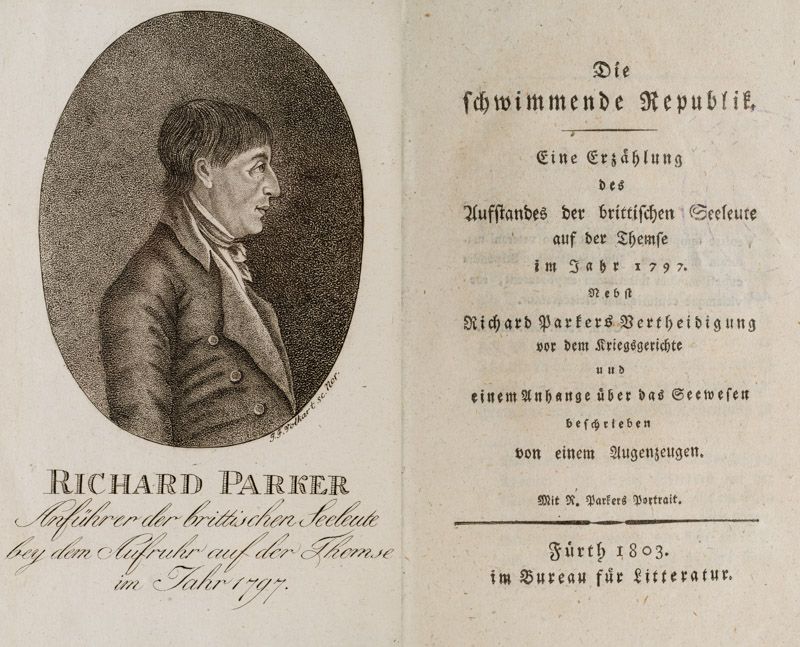 J. J. Folkart sc. Nor.
RICHARD PARKER
Anführer der brittischen Seeleute
bey dem Aufruhr auf der Themse
im Jahr 1797.
Die
schwimmende Republik.
Eine Erzählung
des
Aufstandes der brittischen Seeleute
auf der Themse
im Jahr 1797.
Nebst
Richard Parkers Vertheidigung
vor dem Kriegsgerichte
und
einem Anhange über das Seewesen
beschrieben
von einem Augenzeugen.
Mit R. Parkers Portrait.
Fürth 1803.
im Bureau für Litteratur.